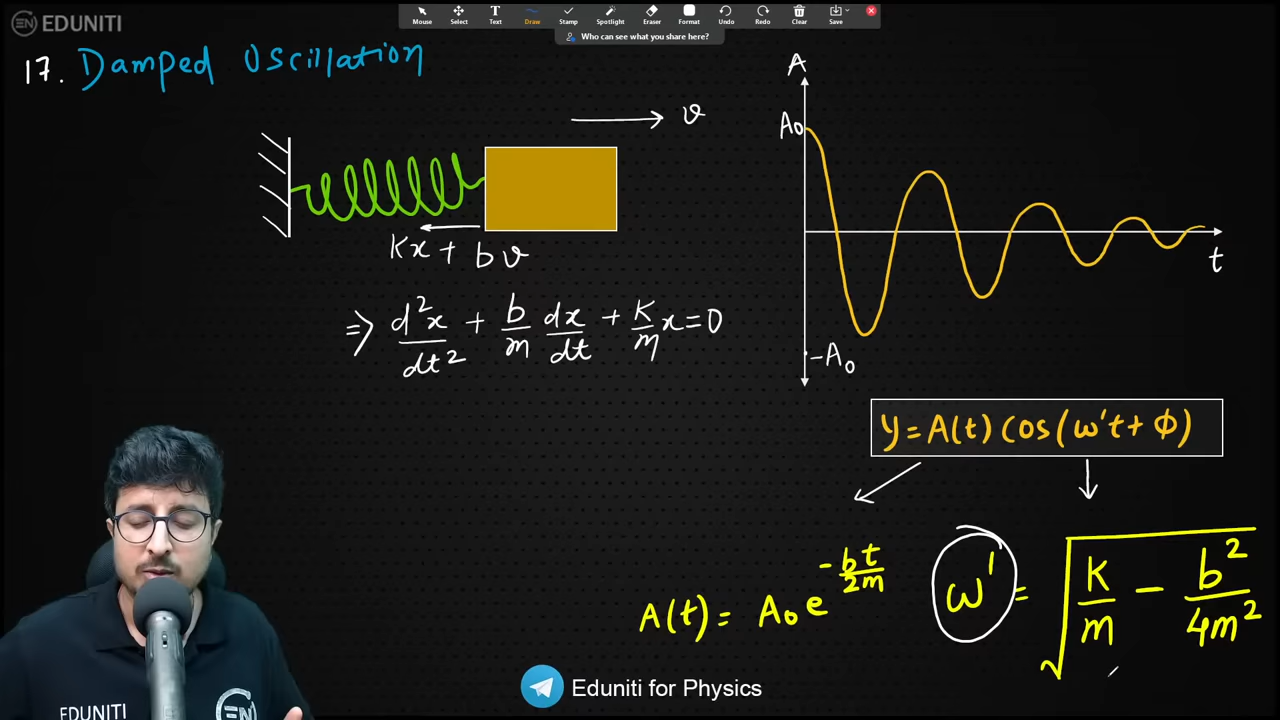 EDUNITI
Mouse Select Text Draw Stamp Spotlight Eraser Format Undo Redo Clear Save
Who can see what you share here?
17. Damped Oscillation
v
Kx + bv
⇒ d²x/dt² + b/m dx/dt + K/m x = 0
A
A₀
t
-A₀
y = A(t) cos(ω't + Φ)
A(t) = A₀ e^(-bt/2m)
ω' = √(K/m − b²/4m²)
Eduniti for Physics
EDUNITI
EN